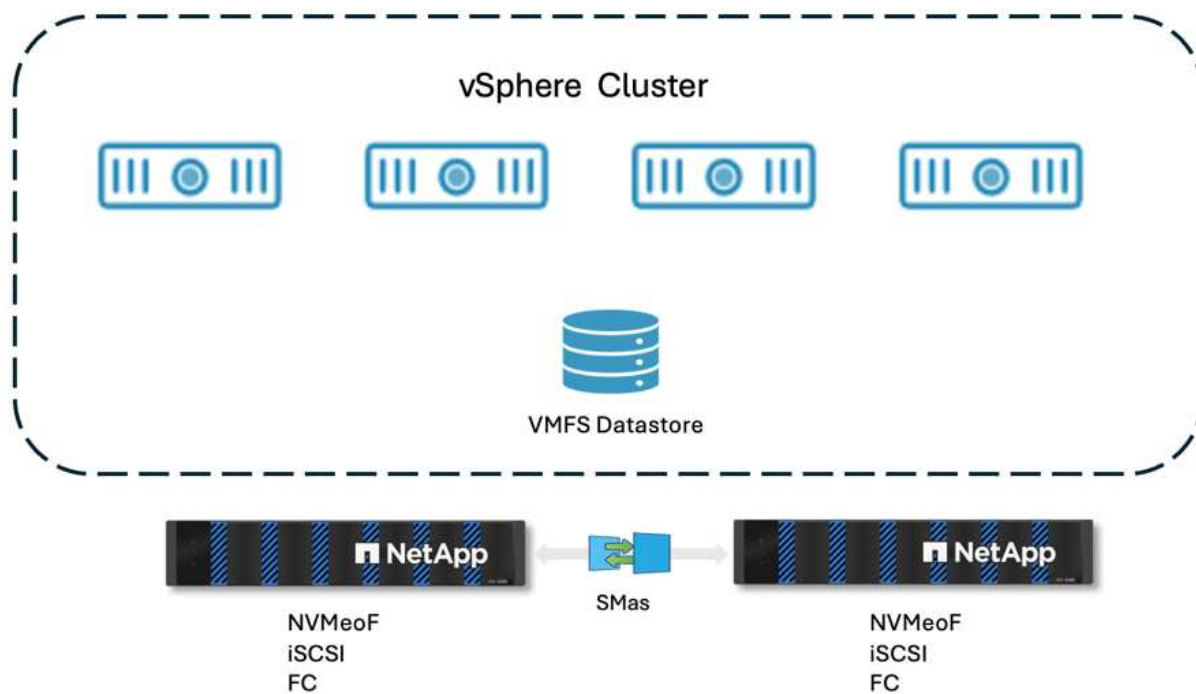 vSphere Cluster
VMFS Datastore
NetApp
NetApp
SMas
NVMeoF
iSCSI
FC
NVMeoF
iSCSI
FC